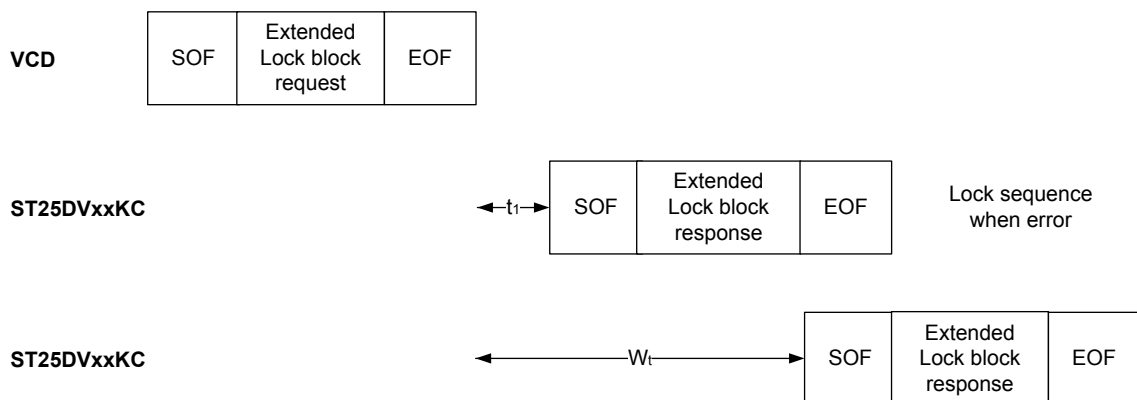 VCD
SOF
Extended
Lock block
request
EOF
ST25DVxxKC
t1
SOF
Extended
Lock block
response
EOF
Lock sequence
when error
ST25DVxxKC
Wt
SOF
Extended
Lock block
response
EOF